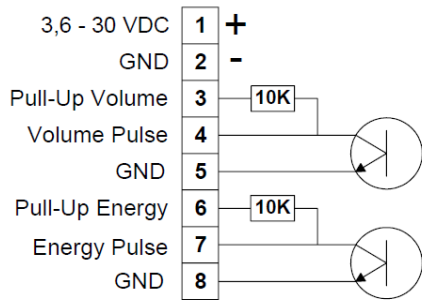 3,6 - 30 VDC 1 +
GND 2 -
Pull-Up Volume 3 10K
Volume Pulse 4
GND 5
Pull-Up Energy 6 10K
Energy Pulse 7
GND 8